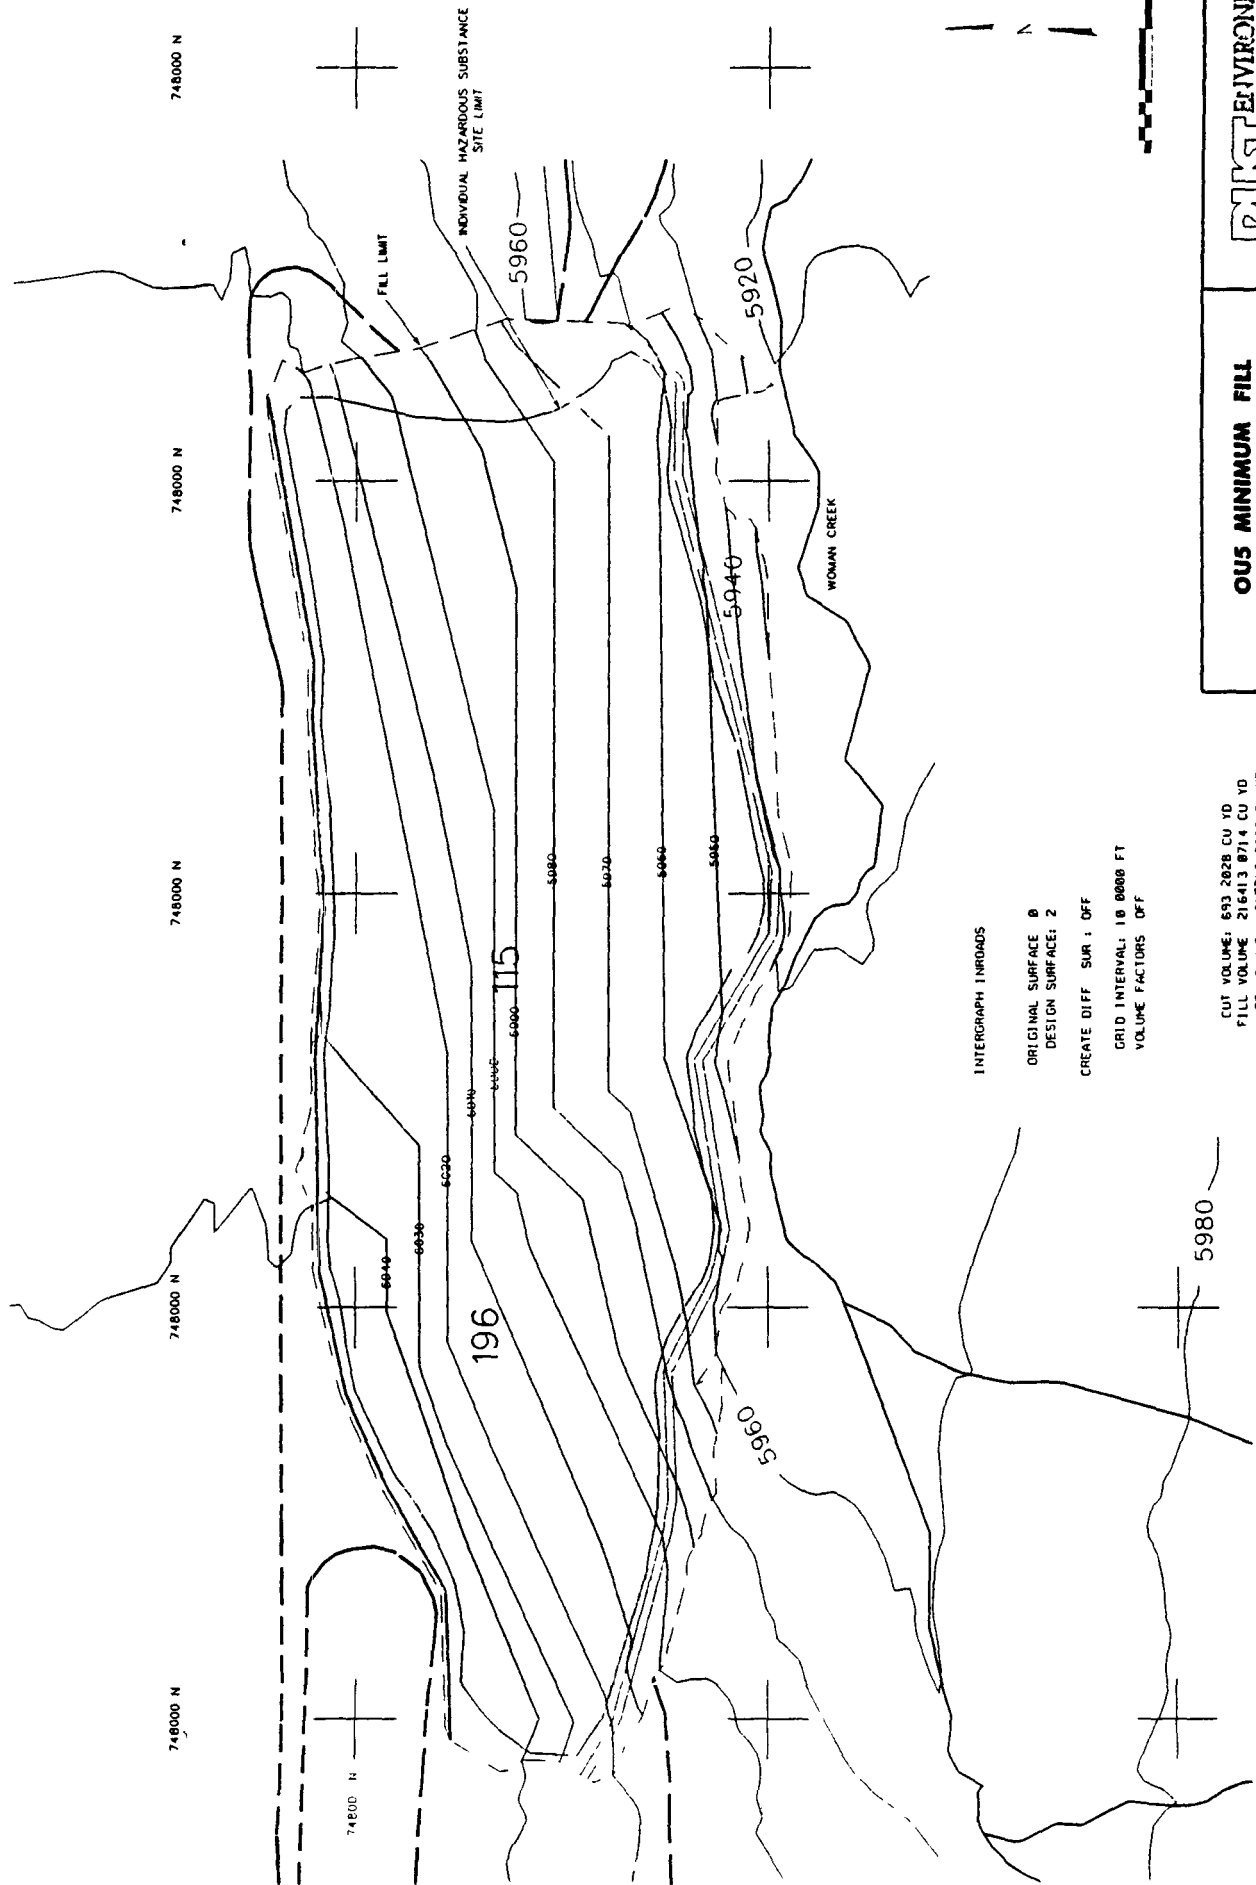 748000 N
748000 N
748000 N
748000 N
748000 N
74800 N
INDIVIDUAL HAZARDOUS SUBSTANCE
SITE LIMIT
FILL LIMIT
5960
5920
5940
WOMAN CREEK
N
115
196
6040
6030
6020
6010
5980
5970
5960
5950
5960
5980
INTERGRAPH INROADS
ORIGINAL SURFACE 0
DESIGN SURFACE: 2
CREATE DIFF SUR : OFF
GRID INTERVAL: 10 0000 FT
VOLUME FACTORS OFF
CUT VOLUME: 693 2028 CU YD
FILL VOLUME 216413 0714 CU YD
OU5 MINIMUM FILL